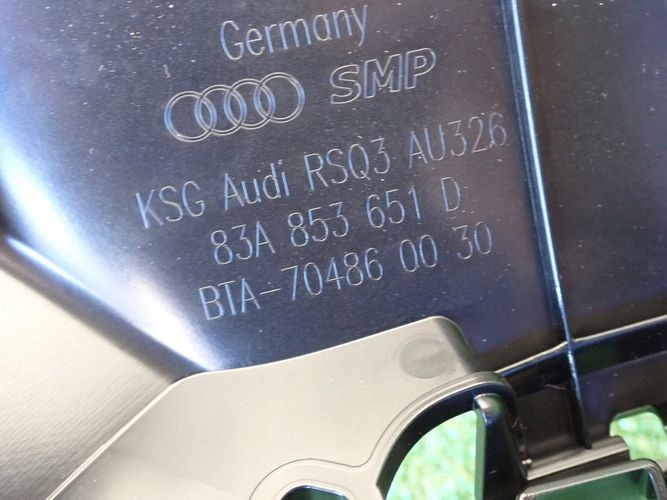 Germany
SMP
KSG Audi RSQ3 AU326
83A 853 651 D
BTA-70486 00 30